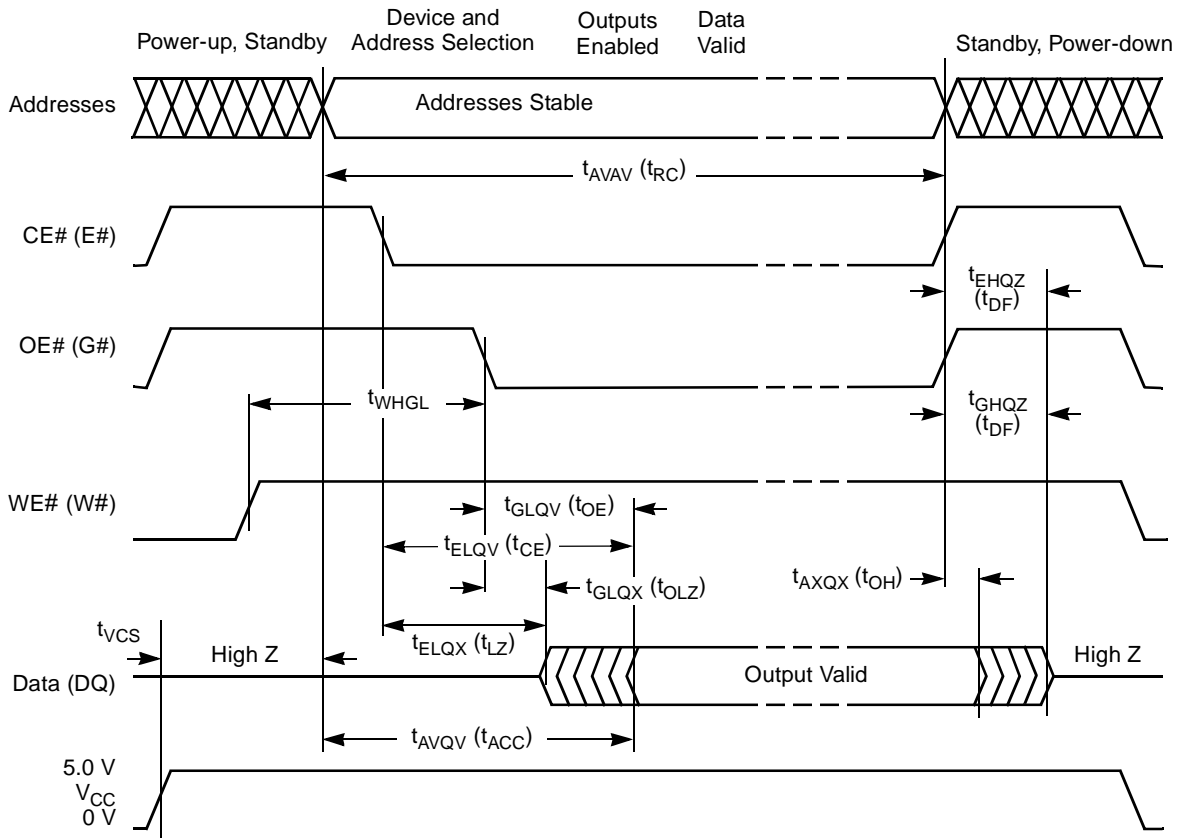 Power-up, Standby
Device and
Address Selection
Outputs
Enabled
Data
Valid
Standby, Power-down
Addresses
Addresses Stable
tAVAV (tRC)
CE# (E#)
tEHQZ
(tDF)
OE# (G#)
tWHGL
tGHQZ
(tDF)
WE# (W#)
tGLQV (tOE)
tELQV (tCE)
tGLQX (tOLZ)
tAXQX (tOH)
tVCS
High Z
tELQX (tLZ)
Output Valid
High Z
Data (DQ)
tAVQV (tACC)
5.0 V
VCC
0 V